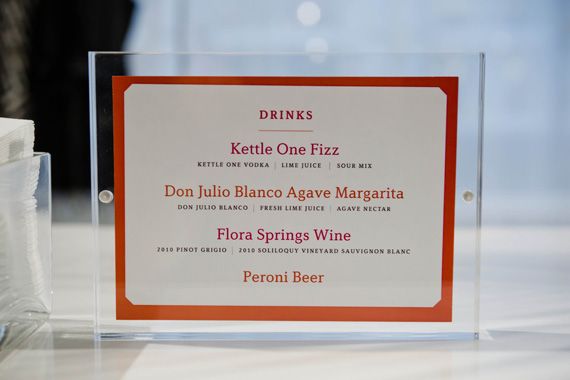 DRINKS
Kettle One Fizz
KETTLE ONE VODKA | LIME JUICE | SOUR MIX
Don Julio Blanco Agave Margarita
DON JULIO BLANCO | FRESH LIME JUICE | AGAVE NECTAR
Flora Springs Wine
2010 PINOT GRIGIO | 2010 SOLILOQUY VINEYARD SAUVIGNON BLANC
Peroni Beer